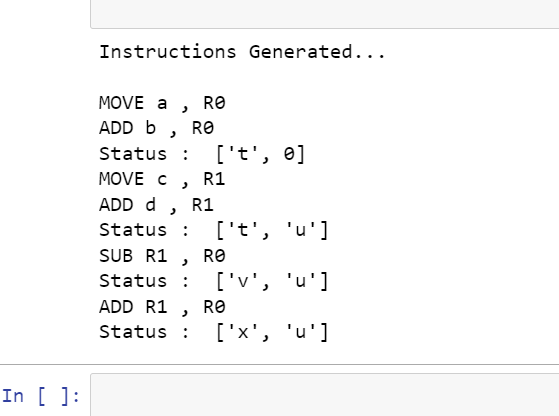 Instructions Generated...
MOVE a , R0
ADD b , R0
Status :  ['t', 0]
MOVE c , R1
ADD d , R1
Status :  ['t', 'u']
SUB R1 , R0
Status :  ['v', 'u']
ADD R1 , R0
Status :  ['x', 'u']
In [ ]: